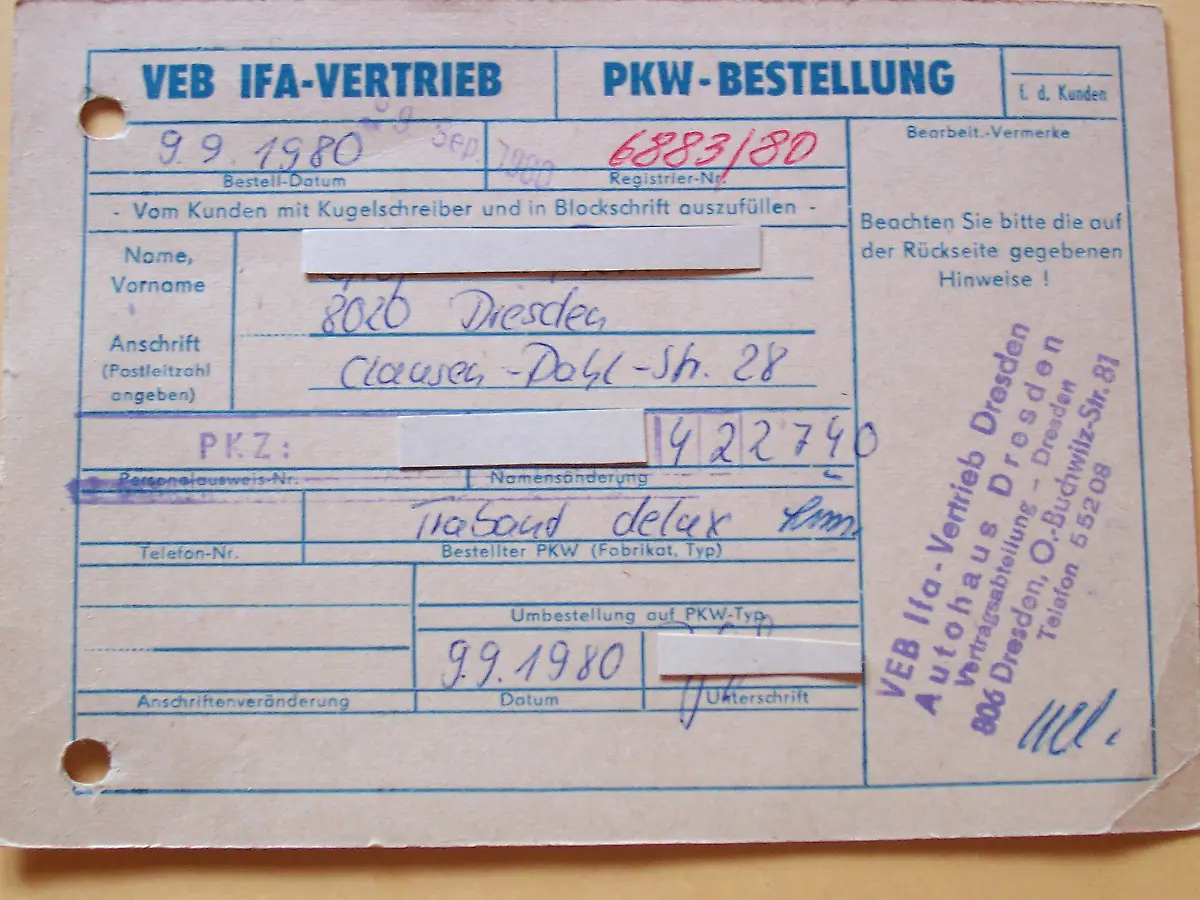 VEB IFA-VERTRIEB
PKW-BESTELLUNG
f. d. Kunden
9.9.1980
9. Sep. 1980
6883/80
Bestell-Datum
Registrier-Nr.
- Vom Kunden mit Kugelschreiber und in Blockschrift auszufüllen -
Name,
Vorname
8020 Dresden
Anschrift
(Postleitzahl
angeben)
Clausen-Dahl-Str. 28
PKZ:
422740
Personalausweis-Nr.
Namensänderung
Trabant delux
Telefon-Nr.
Bestellter PKW (Fabrikat, Typ)
Umbestellung auf PKW-Typ
9.9.1980
Anschriftenveränderung
Datum
Unterschrift
Bearbeit.-Vermerke
Beachten Sie bitte die auf
der Rückseite gegebenen
Hinweise !
VEB Ifa-Vertrieb Dresden
Autohaus Dresden
Vertragsabteilung - Dresden
806 Dresden, O.-Buchwitz-Str. 81
Telefon 55208